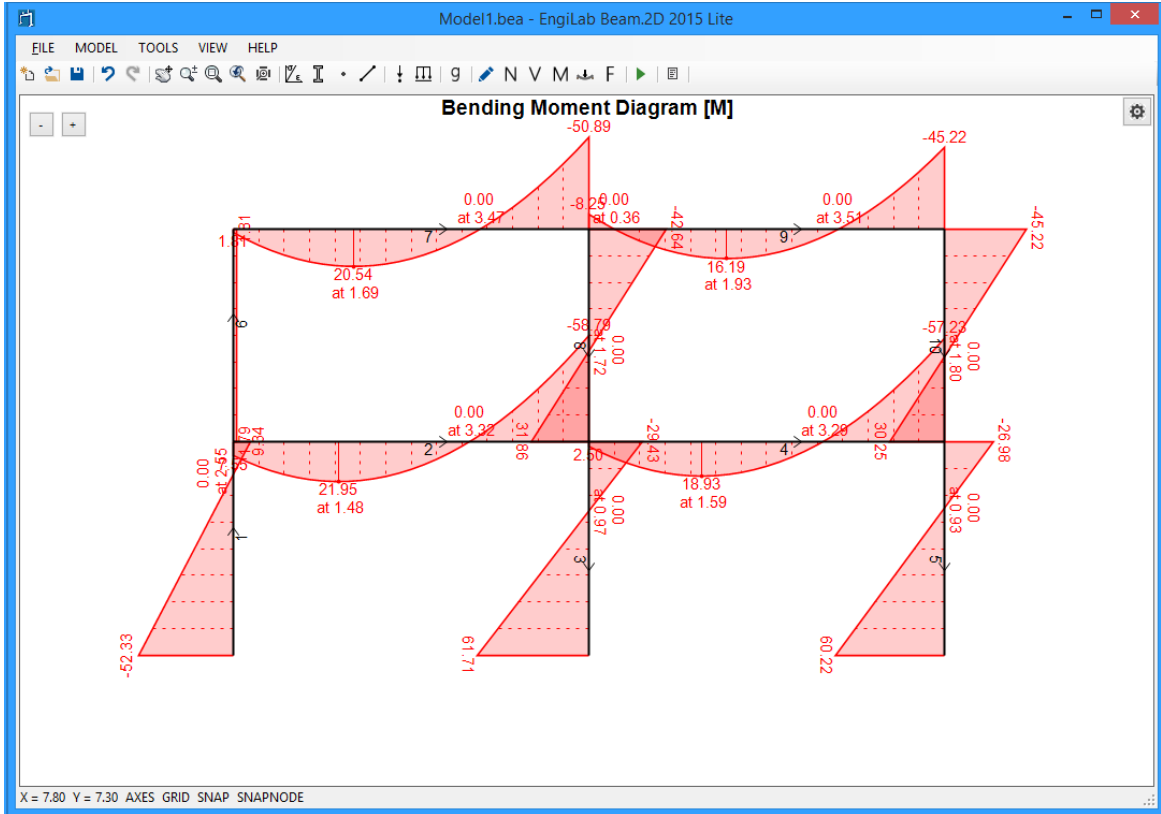 Model1.bea - EngiLab Beam.2D 2015 Lite
FILE MODEL TOOLS VIEW HELP
g N V M F
Bending Moment Diagram [M]
- +
-50.89
-45.22
0.00
at 3.47
-8.25
0.00
at 0.36
0.00
at 3.51
-42.64
-45.22
7
9
20.54
at 1.69
16.19
at 1.93
6
-58.79
8
0.00
at 1.72
-57.23
10
0.00
at 1.80
0.00
at 3.32
31.86
-29.43
0.00
at 3.29
30.25
-26.98
9.34
2
2.50
4
0.00
21.95
at 1.48
18.93
at 1.59
1
0.00
at 0.97
3
0.00
at 0.93
5
-52.33
61.71
60.22
X = 7.80 Y = 7.30 AXES GRID SNAP SNAPNODE